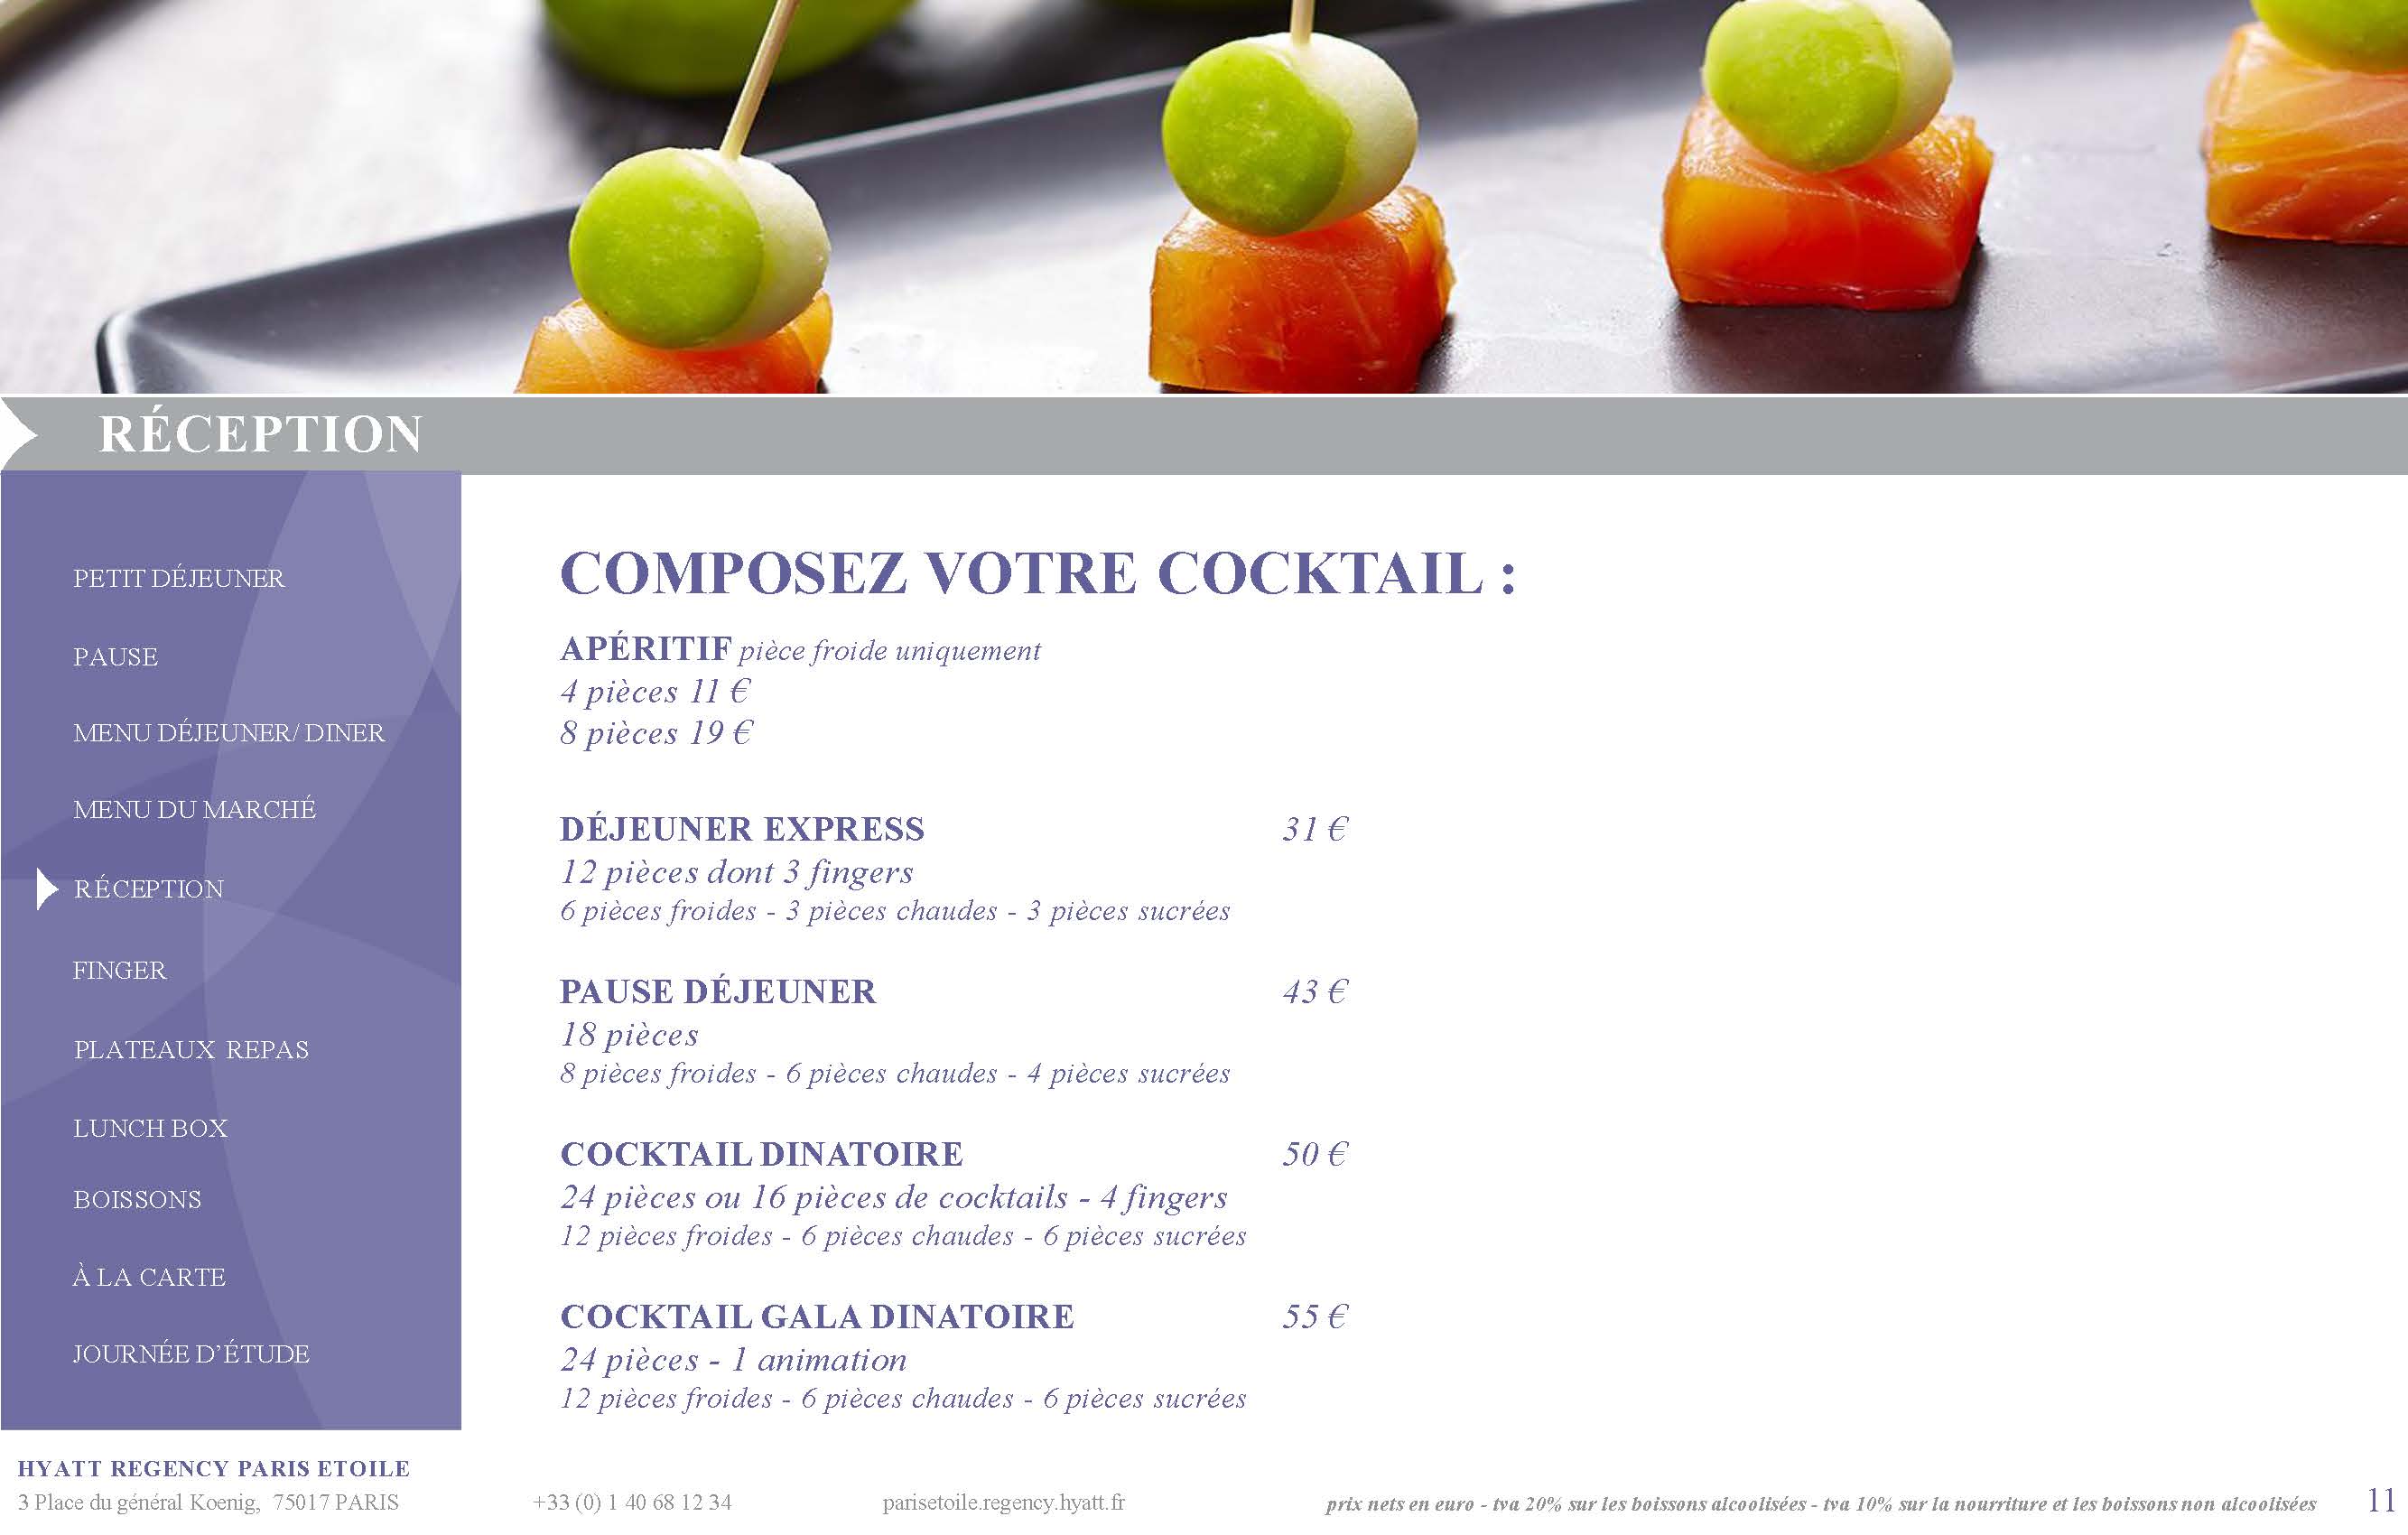 RÉCEPTION
PETIT DÉJEUNER
PAUSE
MENU DÉJEUNER/ DINER
MENU DU MARCHÉ
RÉCEPTION
FINGER
PLATEAUX REPAS
LUNCH BOX
BOISSONS
À LA CARTE
JOURNÉE D’ÉTUDE
COMPOSEZ VOTRE COCKTAIL :
APÉRITIF pièce froide uniquement
4 pièces 11 €
8 pièces 19 €
DÉJEUNER EXPRESS 31 €
12 pièces dont 3 fingers
6 pièces froides - 3 pièces chaudes - 3 pièces sucrées
PAUSE DÉJEUNER 43 €
18 pièces
8 pièces froides - 6 pièces chaudes - 4 pièces sucrées
COCKTAIL DINATOIRE 50 €
24 pièces ou 16 pièces de cocktails - 4 fingers
12 pièces froides - 6 pièces chaudes - 6 pièces sucrées
COCKTAIL GALA DINATOIRE 55 €
24 pièces - 1 animation
12 pièces froides - 6 pièces chaudes - 6 pièces sucrées
HYATT REGENCY PARIS ETOILE
3 Place du général Koenig, 75017 PARIS +33 (0) 1 40 68 12 34 parisetoile.regency.hyatt.fr prix nets en euro - tva 20% sur les boissons alcoolisées - tva 10% sur la nourriture et les boissons non alcoolisées 11